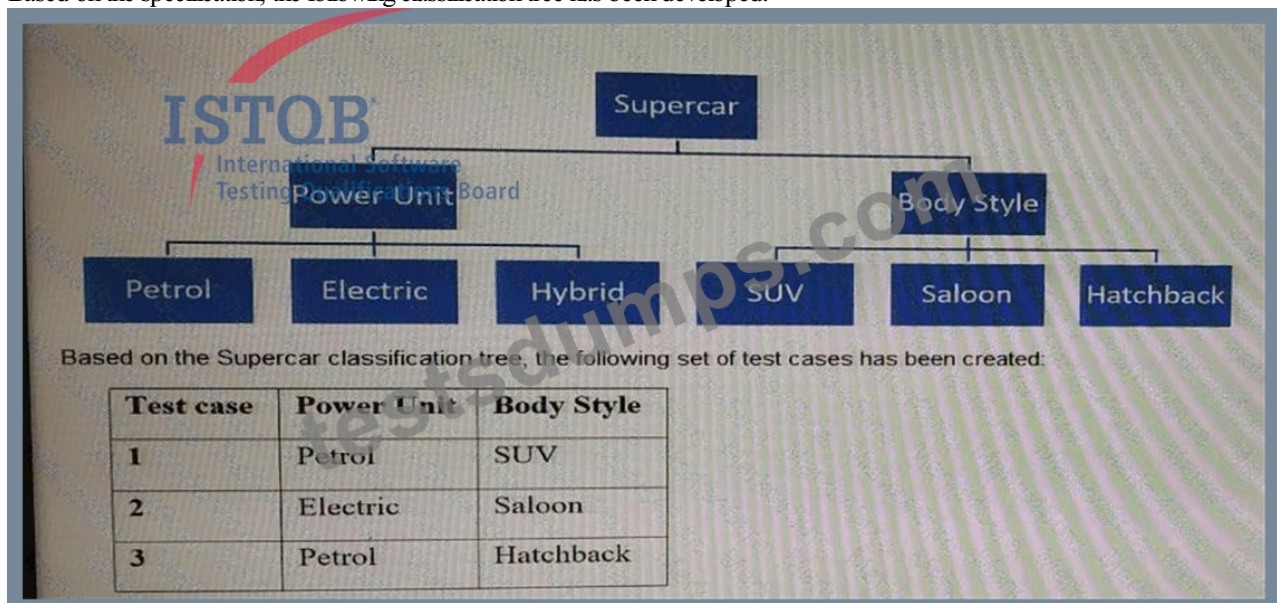 Based on the specification, the following classification tree has been developed:
ISTQB®
International Software
Testing Qualifications Board
Supercar
Power Unit
Body Style
Petrol
Electric
Hybrid
SUV
Saloon
Hatchback
testsdumps.com
Based on the Supercar classification tree, the following set of test cases has been created:
Test case Power Unit Body Style
1 Petrol SUV
2 Electric Saloon
3 Petrol Hatchback